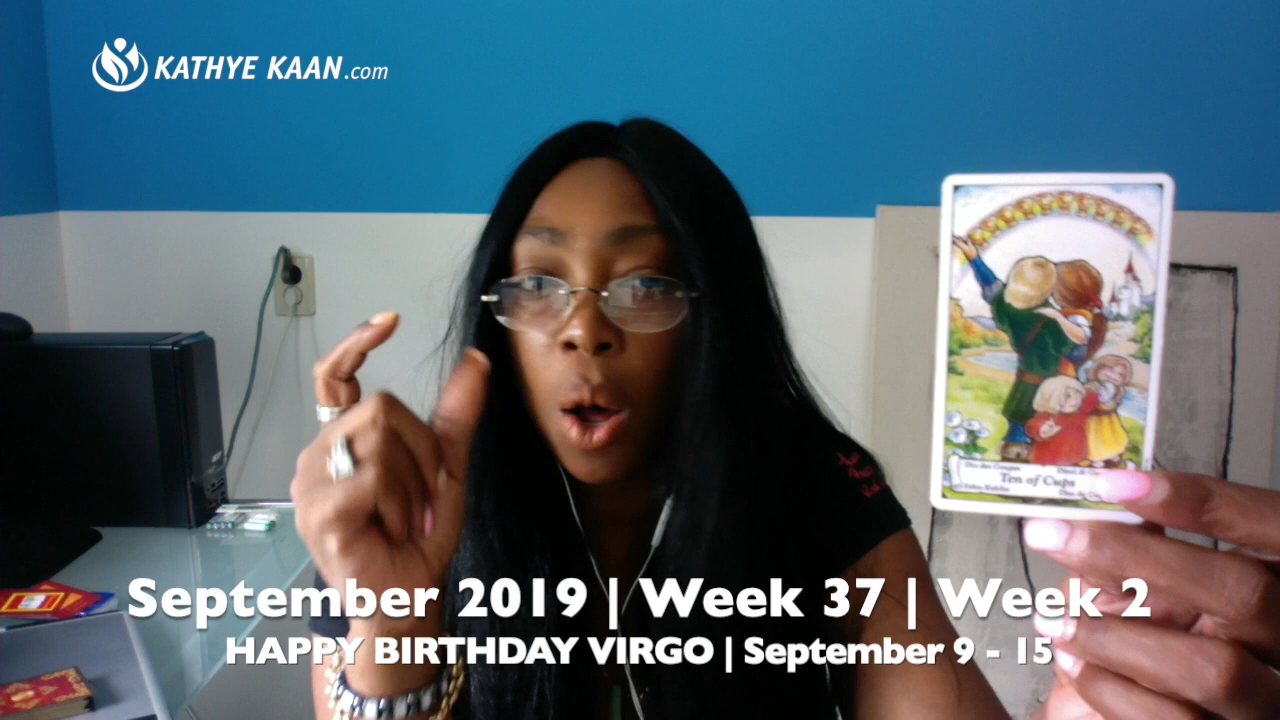 KATHYE KAAN.com
Ten of Cups
September 2019 | Week 37 | Week 2
HAPPY BIRTHDAY VIRGO | September 9 - 15